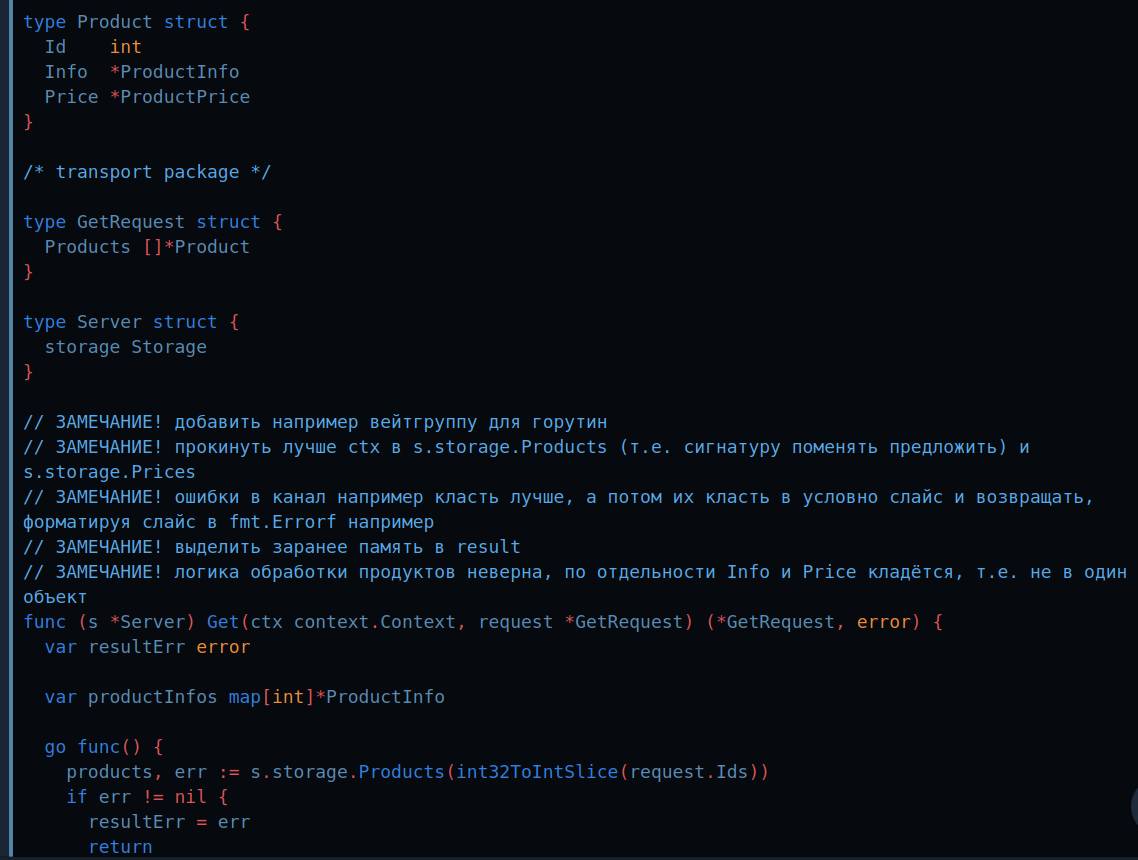 type Product struct {
  Id    int
  Info  *ProductInfo
  Price *ProductPrice
}
/* transport package */
type GetRequest struct {
  Products []*Product
}
type Server struct {
  storage Storage
}
// ЗАМЕЧАНИЕ! добавить например вейтгруппу для горутин
// ЗАМЕЧАНИЕ! прокинуть лучше ctx в s.storage.Products (т.е. сигнатуру поменять предложить) и
s.storage.Prices
// ЗАМЕЧАНИЕ! ошибки в канал например класть лучше, а потом их класть в условно слайс и возвращать,
форматируя слайс в fmt.Errorf например
// ЗАМЕЧАНИЕ! выделить заранее память в result
// ЗАМЕЧАНИЕ! логика обработки продуктов неверна, по отдельности Info и Price кладётся, т.е. не в один
объект
func (s *Server) Get(ctx context.Context, request *GetRequest) (*GetRequest, error) {
  var resultErr error
  var productInfos map[int]*ProductInfo
  go func() {
    products, err := s.storage.Products(int32ToIntSlice(request.Ids))
    if err != nil {
      resultErr = err
      return